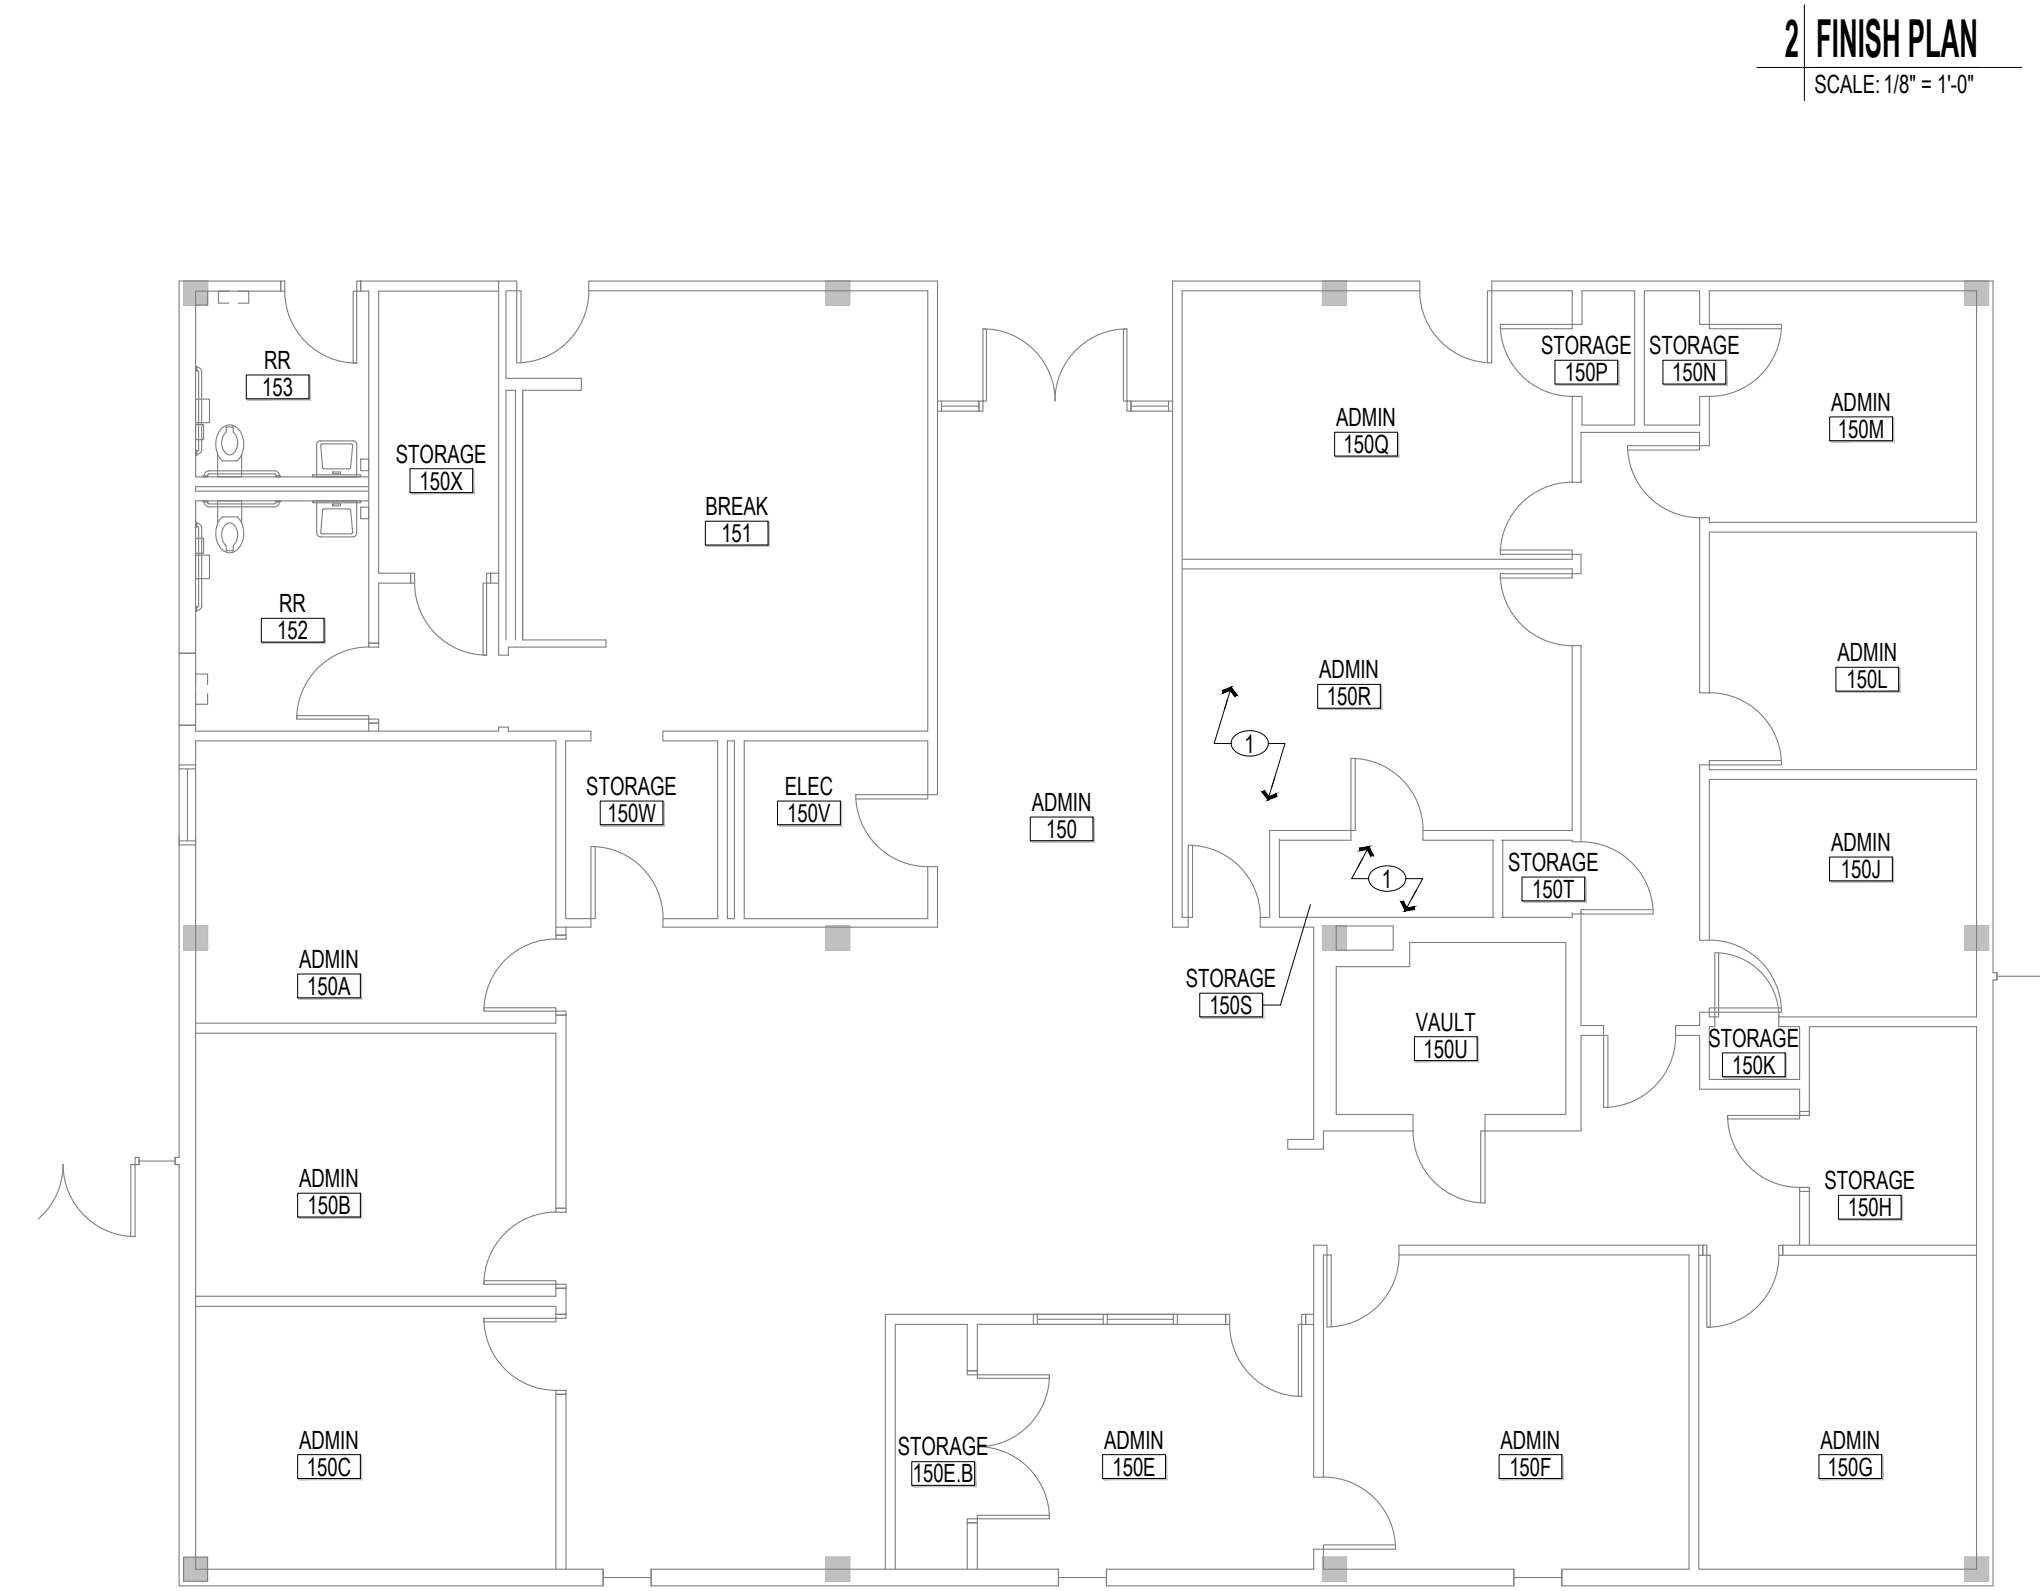 2 FINISH PLAN
SCALE: 1/8" = 1'-0"
RR
153
STORAGE
150P
STORAGE
150N
ADMIN
150Q
ADMIN
150M
STORAGE
150X
BREAK
151
RR
152
ADMIN
150R
ADMIN
150L
1
STORAGE
150W
ELEC
150V
ADMIN
150
ADMIN
150J
STORAGE
150T
1
ADMIN
150A
STORAGE
150S
VAULT
150U
STORAGE
150K
ADMIN
150B
STORAGE
150H
ADMIN
150C
STORAGE
150E.B
ADMIN
150E
ADMIN
150F
ADMIN
150G